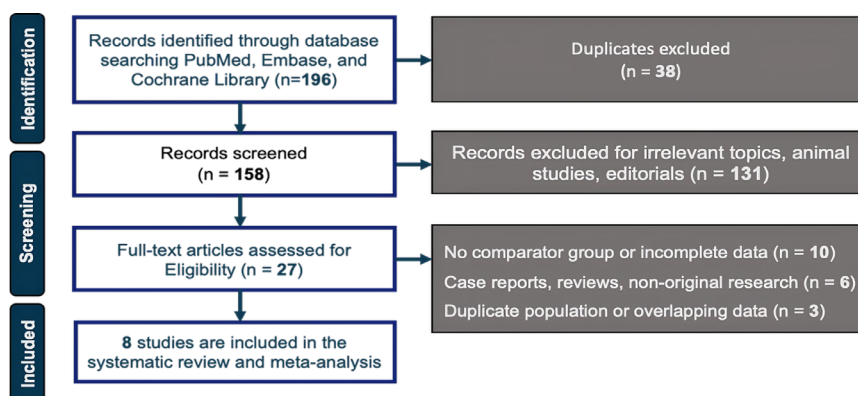 Identification
Records identified through database
searching PubMed, Embase, and
Cochrane Library (n=196)
Duplicates excluded
(n = 38)
Screening
Records screened
(n = 158)
Records excluded for irrelevant topics, animal
studies, editorials (n = 131)
Full-text articles assessed for
Eligibility (n = 27)
No comparator group or incomplete data (n = 10)
Case reports, reviews, non-original research (n = 6)
Duplicate population or overlapping data (n = 3)
Included
8 studies are included in the
systematic review and meta-analysis